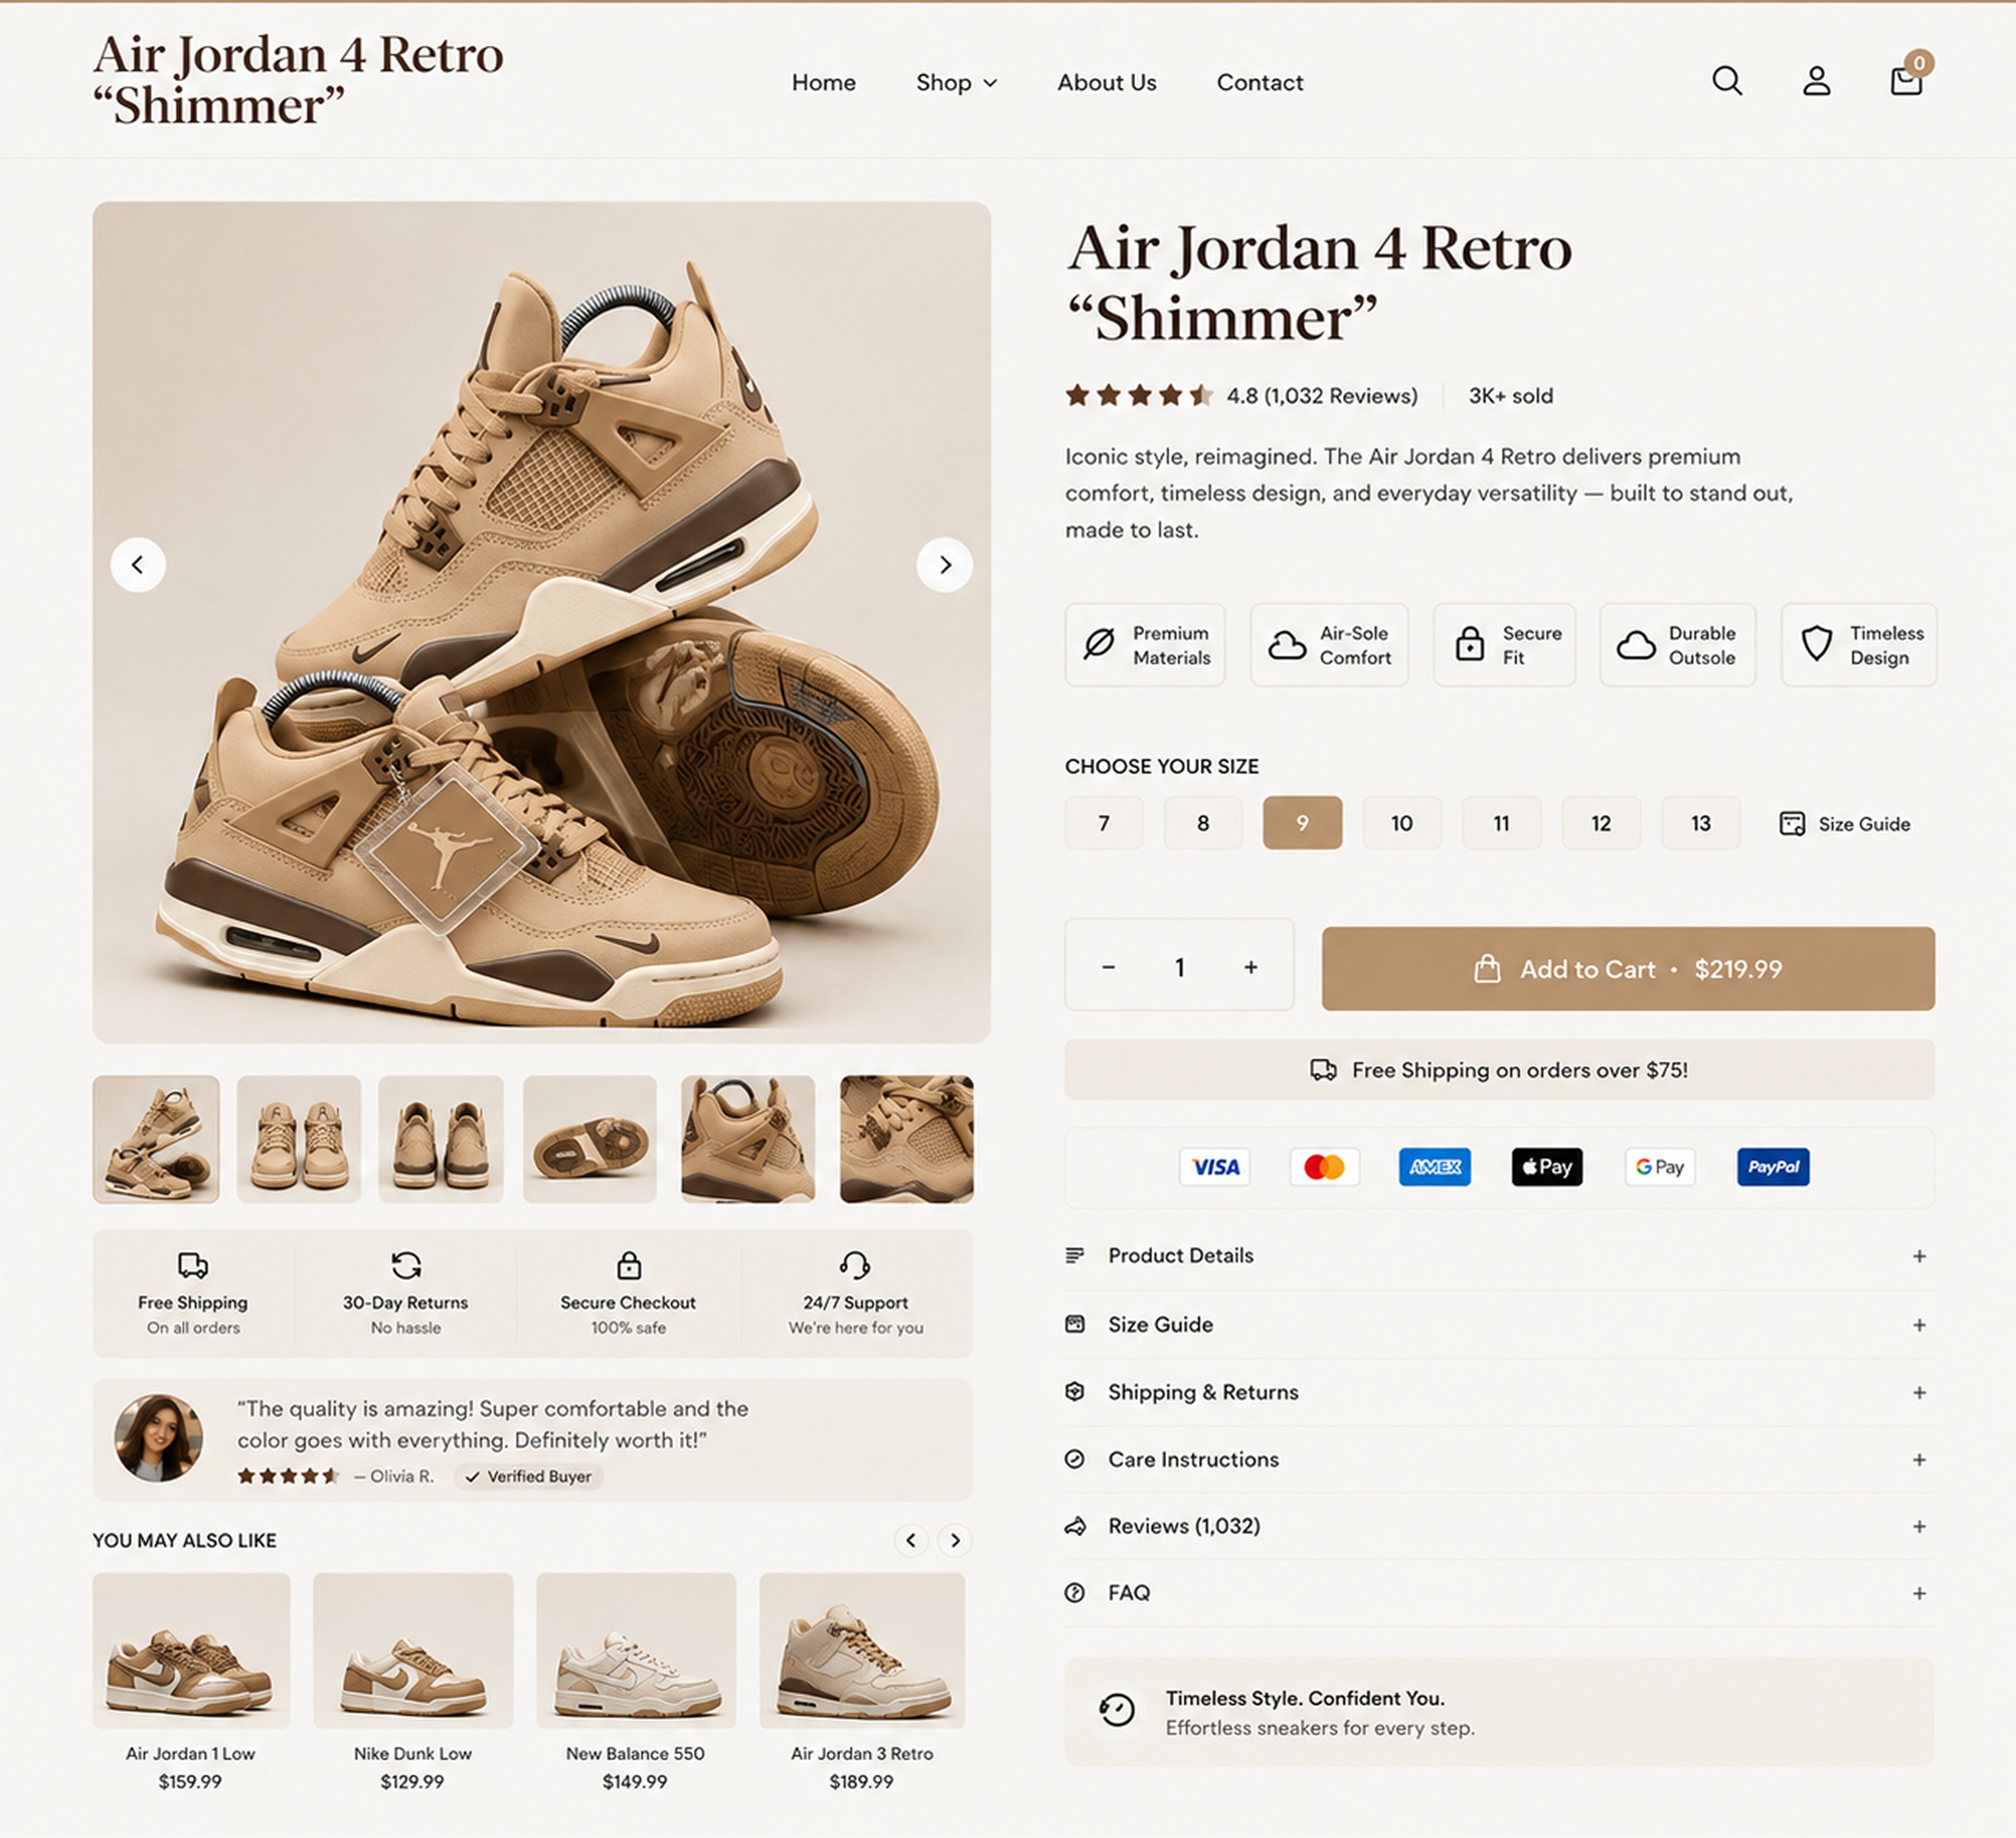 Air Jordan 4 Retro
“Shimmer”
Home
Shop
About Us
Contact
0
Air Jordan 4 Retro
“Shimmer”
4.8 (1,032 Reviews)
3K+ sold
Iconic style, reimagined. The Air Jordan 4 Retro delivers premium
comfort, timeless design, and everyday versatility — built to stand out,
made to last.
Premium
Materials
Air-Sole
Comfort
Secure
Fit
Durable
Outsole
Timeless
Design
CHOOSE YOUR SIZE
7
8
9
10
11
12
13
Size Guide
− 1 +
Add to Cart • $219.99
Free Shipping on orders over $75!
VISA
AMEX
Pay
G Pay
PayPal
Product Details +
Size Guide +
Shipping & Returns +
Care Instructions +
Reviews (1,032) +
FAQ +
Timeless Style. Confident You.
Effortless sneakers for every step.
Free Shipping
On all orders
30-Day Returns
No hassle
Secure Checkout
100% safe
24/7 Support
We’re here for you
“The quality is amazing! Super comfortable and the
color goes with everything. Definitely worth it!”
– Olivia R.
Verified Buyer
YOU MAY ALSO LIKE
Air Jordan 1 Low
$159.99
Nike Dunk Low
$129.99
New Balance 550
$149.99
Air Jordan 3 Retro
$189.99